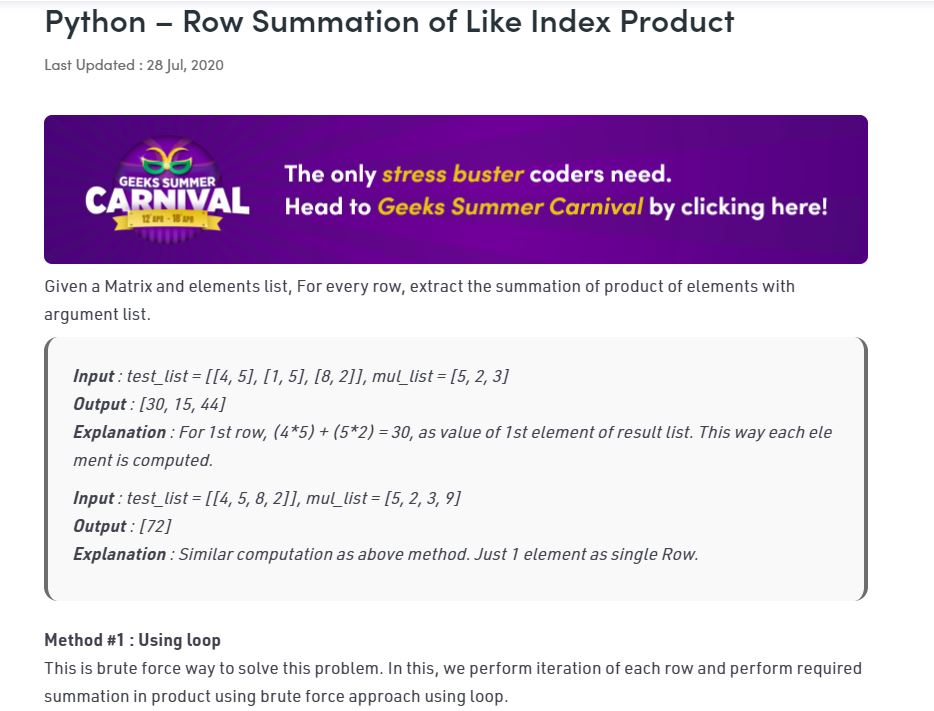 Python – Row Summation of Like Index Product
Last Updated : 28 Jul, 2020
GEEKS SUMMER
CARNIVAL
12 APR - 18 APR
The only stress buster coders need.
Head to Geeks Summer Carnival by clicking here!
Given a Matrix and elements list, For every row, extract the summation of product of elements with
argument list.
Input : test_list = [[4, 5], [1, 5], [8, 2]], mul_list = [5, 2, 3]
Output : [30, 15, 44]
Explanation : For 1st row, (4*5) + (5*2) = 30, as value of 1st element of result list. This way each ele
ment is computed.
Input : test_list = [[4, 5, 8, 2]], mul_list = [5, 2, 3, 9]
Output : [72]
Explanation : Similar computation as above method. Just 1 element as single Row.
Method #1 : Using loop
This is brute force way to solve this problem. In this, we perform iteration of each row and perform required
summation in product using brute force approach using loop.